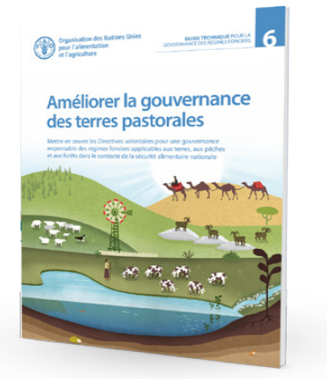 Organisation des Nations Unies
pour l'alimentation
et l'agriculture
GUIDE TECHNIQUE POUR LA
GOUVERNANCE DES RÉGIMES FONCIERS
6
Améliorer la gouvernance
des terres pastorales
Mettre en œuvre les Directives volontaires pour une gouvernance
responsable des régimes fonciers applicables aux terres, aux pêches
et aux forêts dans le contexte de la sécurité alimentaire nationale